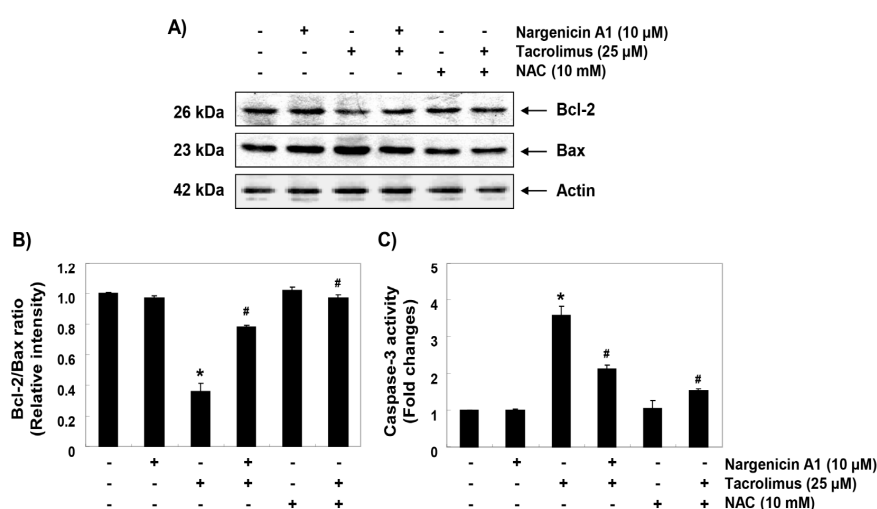 A)
- + - + - - Nargenicin A1 (10 µM)
- - + + - + Tacrolimus (25 µM)
- - - - + + NAC (10 mM)
26 kDa Bcl-2
23 kDa Bax
42 kDa Actin
B)
Bcl-2/Bax ratio
(Relative intensity)
1.2
1.0
0.8
0.6
0.4
0.2
0
*
#
#
C)
Caspase-3 activity
(Fold changes)
5
4
3
2
1
0
*
#
#
- + - + - - - + - + - - Nargenicin A1 (10 µM)
- - + + - + - - + + - + Tacrolimus (25 µM)
- - - - + + - - - - + + NAC (10 mM)